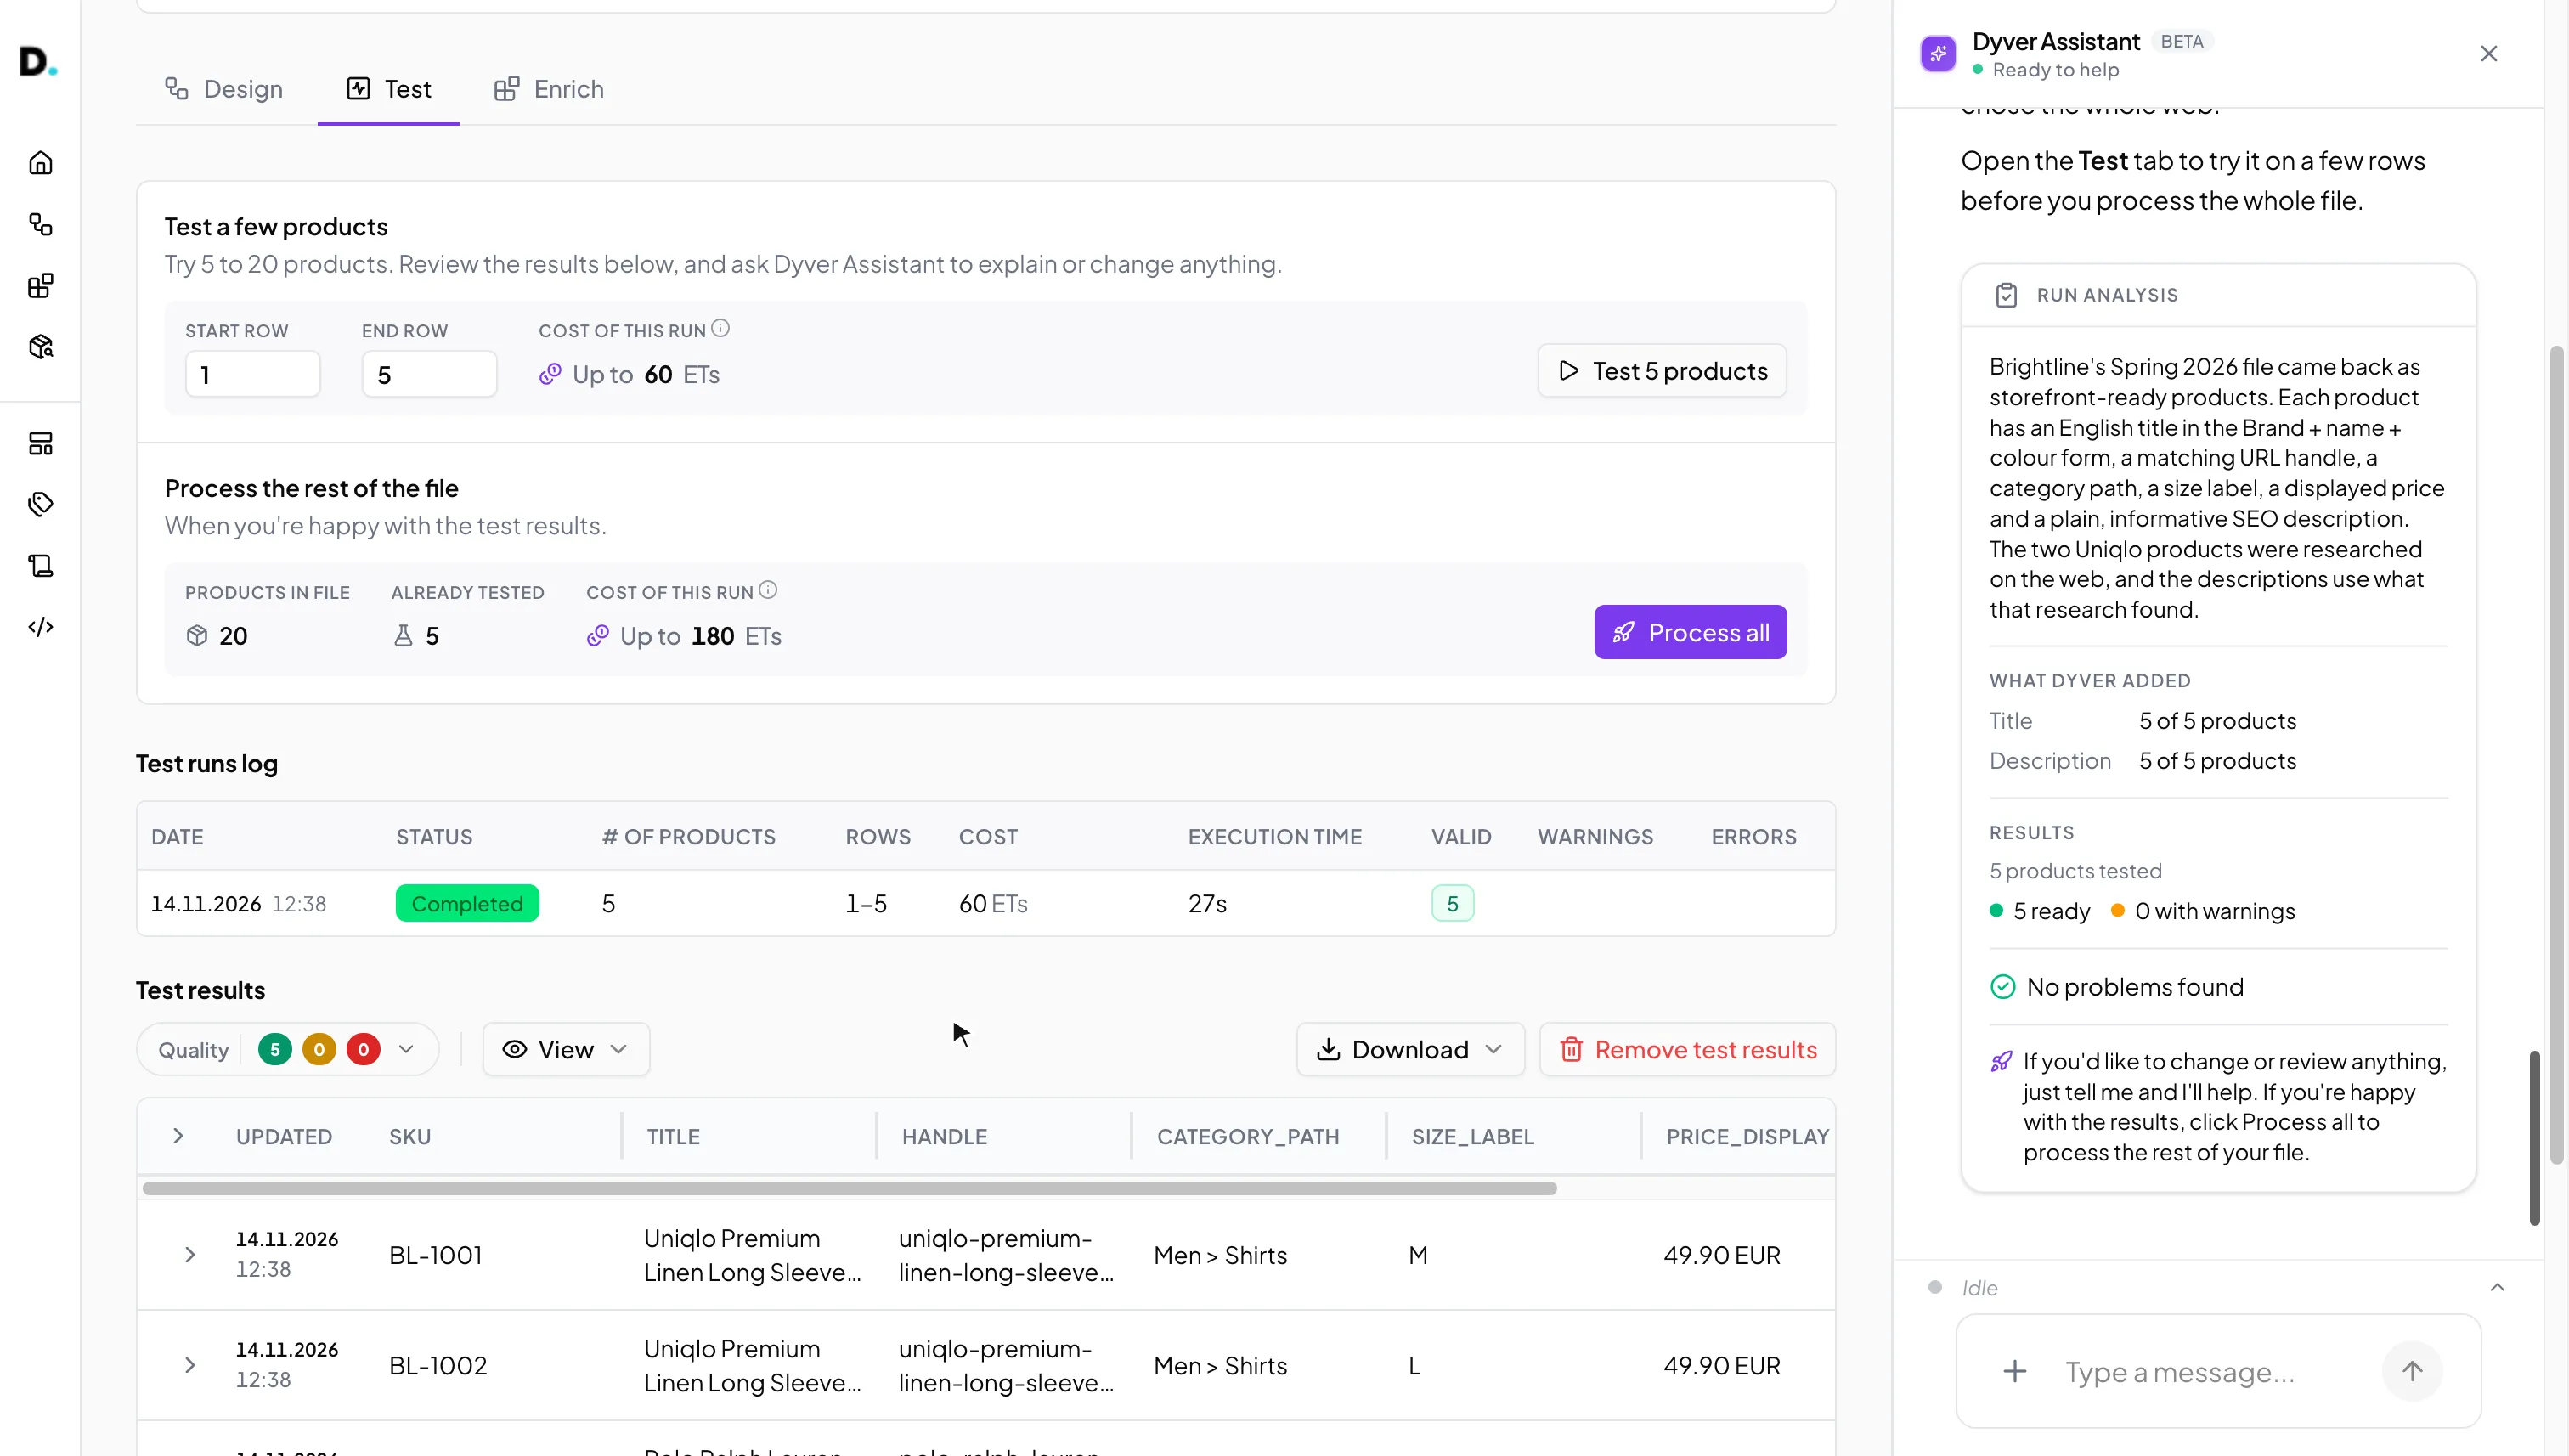 D.
Design
Test
Enrich
Test a few products
Try 5 to 20 products. Review the results below, and ask Dyver Assistant to explain or change anything.
START ROW
END ROW
COST OF THIS RUN
1
5
Up to 60 ETs
Test 5 products
Process the rest of the file
When you're happy with the test results.
PRODUCTS IN FILE
ALREADY TESTED
COST OF THIS RUN
20
5
Up to 180 ETs
Process all
Test runs log
DATE STATUS # OF PRODUCTS ROWS COST EXECUTION TIME VALID WARNINGS ERRORS
14.11.2026 12:38 Completed 5 1–5 60 ETs 27s 5
Test results
Quality 5 0 0
View
Download
Remove test results
UPDATED SKU TITLE HANDLE CATEGORY_PATH SIZE_LABEL PRICE_DISPLAY
14.11.2026
12:38
BL-1001
Uniqlo Premium
Linen Long Sleeve...
uniqlo-premium-
linen-long-sleeve...
Men > Shirts
M
49.90 EUR
14.11.2026
12:38
BL-1002
Uniqlo Premium
Linen Long Sleeve...
uniqlo-premium-
linen-long-sleeve...
Men > Shirts
L
49.90 EUR
Dyver Assistant BETA
Ready to help
chose the whole web.
Open the Test tab to try it on a few rows
before you process the whole file.
RUN ANALYSIS
Brightline's Spring 2026 file came back as
storefront-ready products. Each product
has an English title in the Brand + name +
colour form, a matching URL handle, a
category path, a size label, a displayed price
and a plain, informative SEO description.
The two Uniqlo products were researched
on the web, and the descriptions use what
that research found.
WHAT DYVER ADDED
Title 5 of 5 products
Description 5 of 5 products
RESULTS
5 products tested
5 ready 0 with warnings
No problems found
If you'd like to change or review anything,
just tell me and I'll help. If you're happy
with the results, click Process all to
process the rest of your file.
Idle
Type a message...